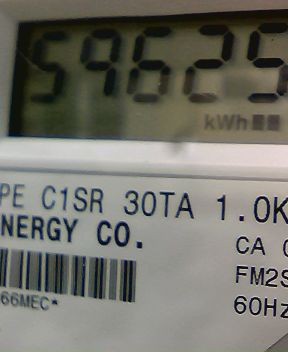 59625
kWh
PE C1SR 30TA 1.0K
NERGY CO.
CA
FM2S
60Hz
66MEC*